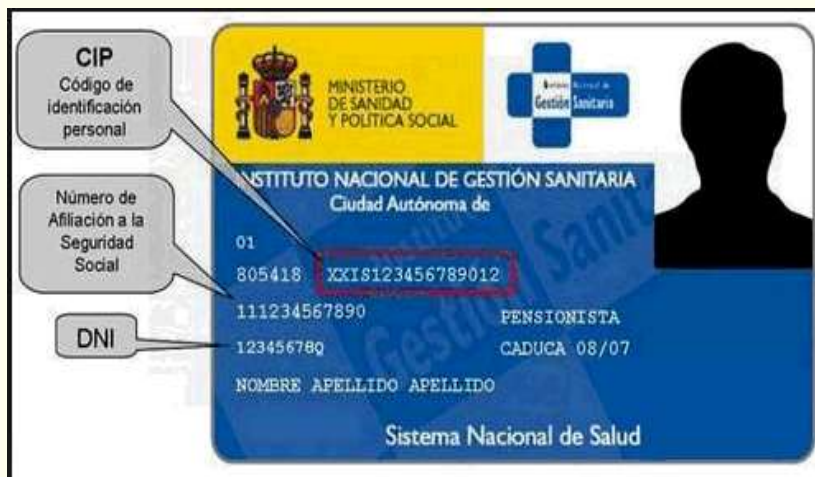 CIP
Código de
identificación
personal
Número de
Afiliación a la
Seguridad
Social
DNI
MINISTERIO
DE SANIDAD
Y POLÍTICA SOCIAL
Gestión Sanitaria
INSTITUTO NACIONAL DE GESTIÓN SANITARIA
Ciudad Autónoma de
01
805418 XXIS123456789012
111234567890
PENSIONISTA
12345678Q
CADUCA 08/07
NOMBRE APELLIDO APELLIDO
Sistema Nacional de Salud